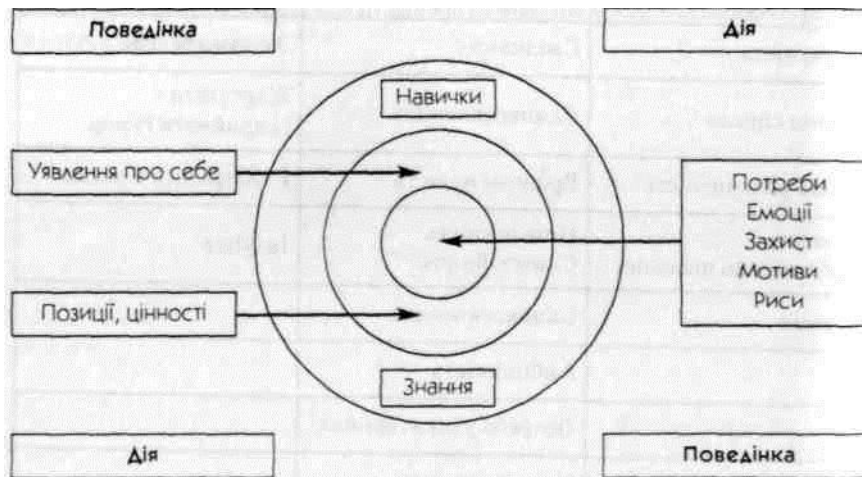 Поведінка
Дія
Навички
Уявлення про себе
Потреби
Емоції
Захист
Мотиви
Риси
Позиції, цінності
Знання
Дія
Поведінка